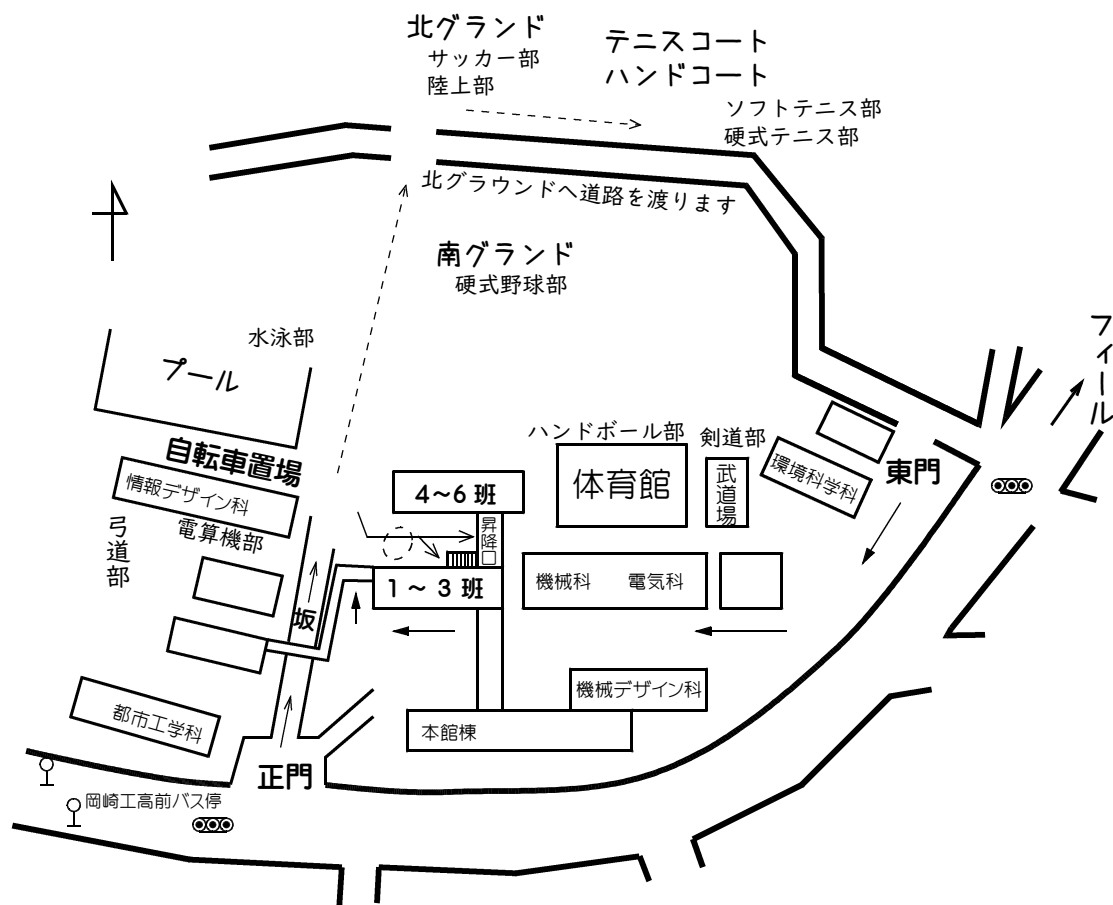 北グランド
サッカー部
陸上部
テニスコート
ハンドコート
ソフトテニス部
硬式テニス部
北グラウンドへ道路を渡ります
南グランド
硬式野球部
水泳部
プール
フィール
自転車置場
情報デザイン科
電算機部
弓道部
4~6 班
昇降口
1 ~ 3 班
ハンドボール部
体育館
剣道部
武道場
環境科学科
東門
機械科
電気科
坂
機械デザイン科
本館棟
都市工学科
正門
岡崎工高前バス停